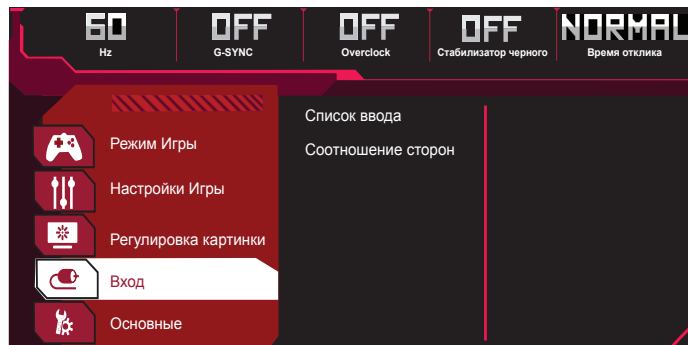 60 OFF OFF OFF NORMAL
Hz G-SYNC Overclock Стабилизатор черного Время отклика
Список ввода
Режим Игры
Соотношение сторон
Настройки Игры
Регулировка картинки
Вход
Основные